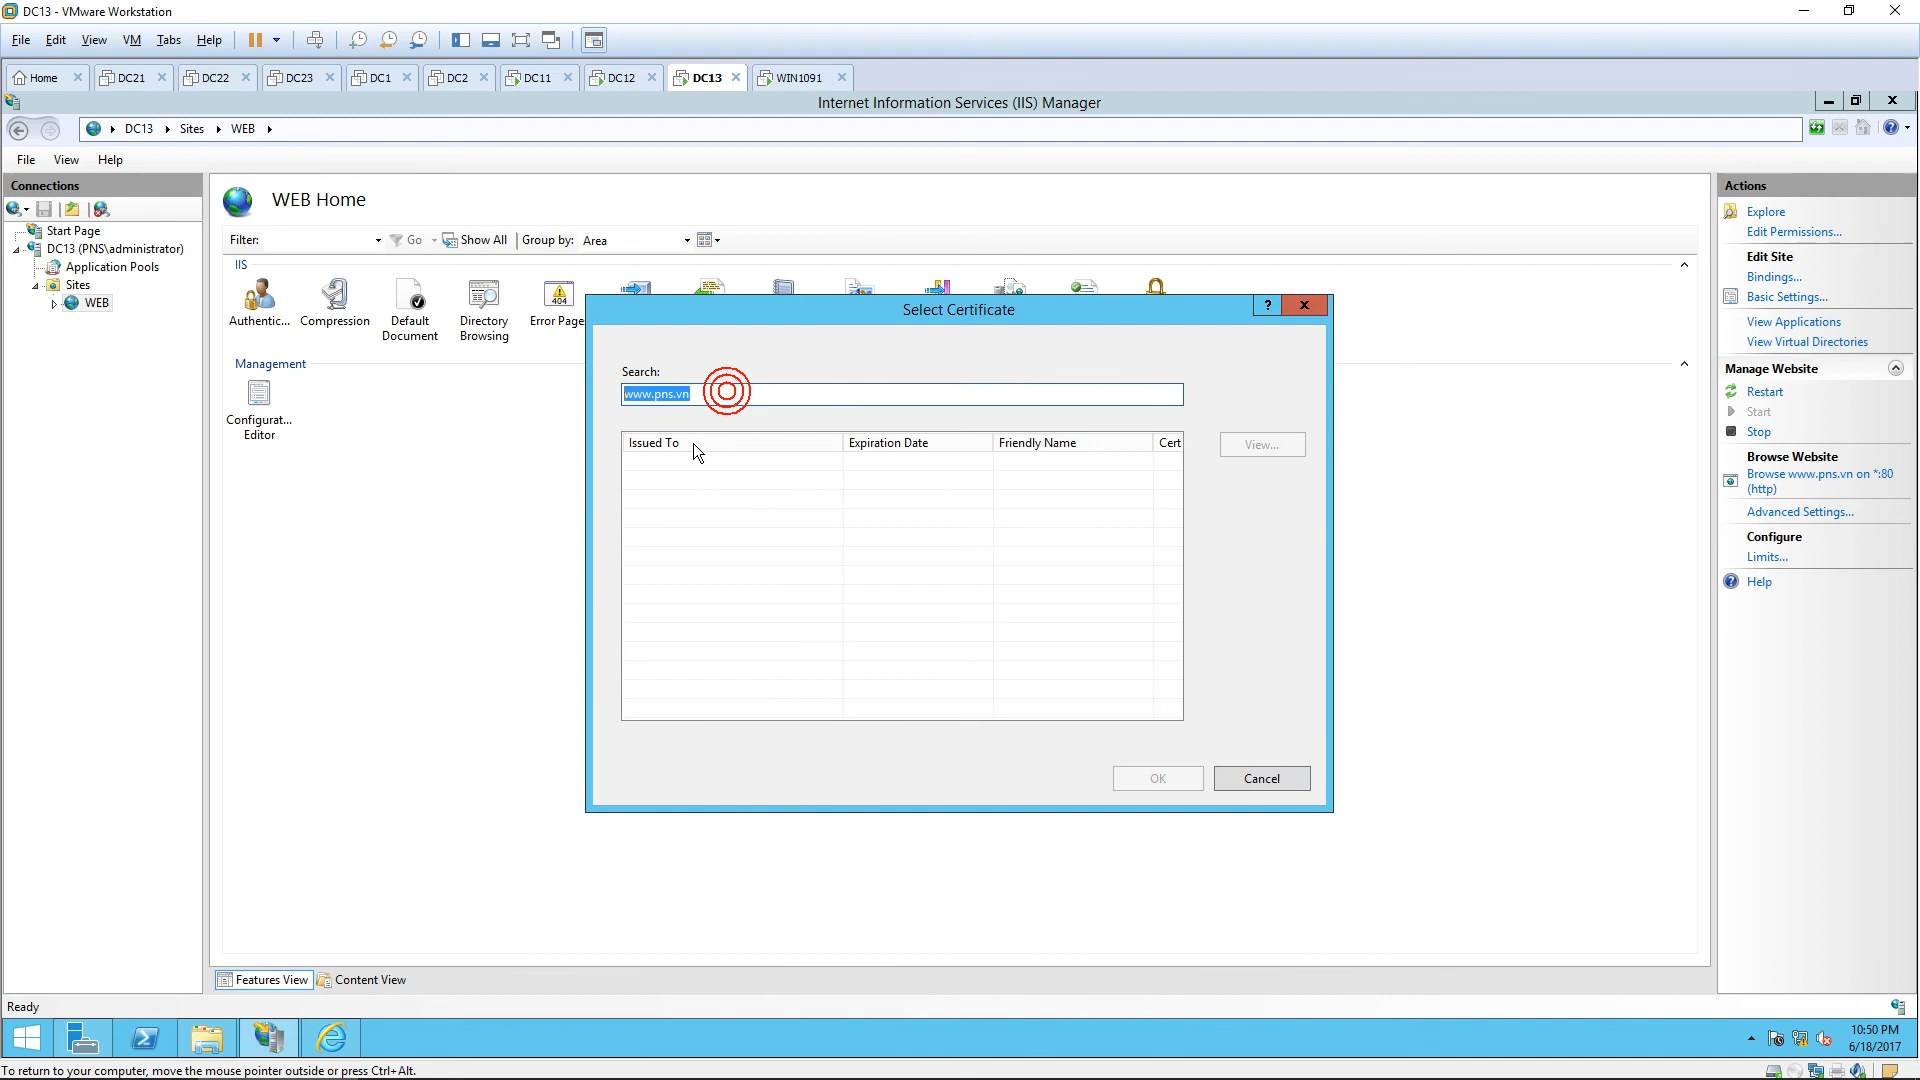 DC13 - VMware Workstation
File Edit View VM Tabs Help
Home DC21 DC22 DC23 DC1 DC2 DC11 DC12 DC13 WIN1091
Internet Information Services (IIS) Manager
DC13 Sites WEB
File View Help
Connections
Start Page
DC13 (PNS\administrator)
Application Pools
Sites
WEB
WEB Home
Filter: Go Show All Group by: Area
IIS
Authentic... Compression Default Document Directory Browsing Error Page
Management
Configurat... Editor
Select Certificate
?
Search:
www.pns.vn
Issued To Expiration Date Friendly Name Cert
View...
OK Cancel
Actions
Explore
Edit Permissions...
Edit Site
Bindings...
Basic Settings...
View Applications
View Virtual Directories
Manage Website
Restart
Start
Stop
Browse Website
Browse www.pns.vn on *:80
(http)
Advanced Settings...
Configure
Limits...
Help
Features View Content View
Ready
10:50 PM
6/18/2017
To return to your computer, move the mouse pointer outside or press Ctrl+Alt.